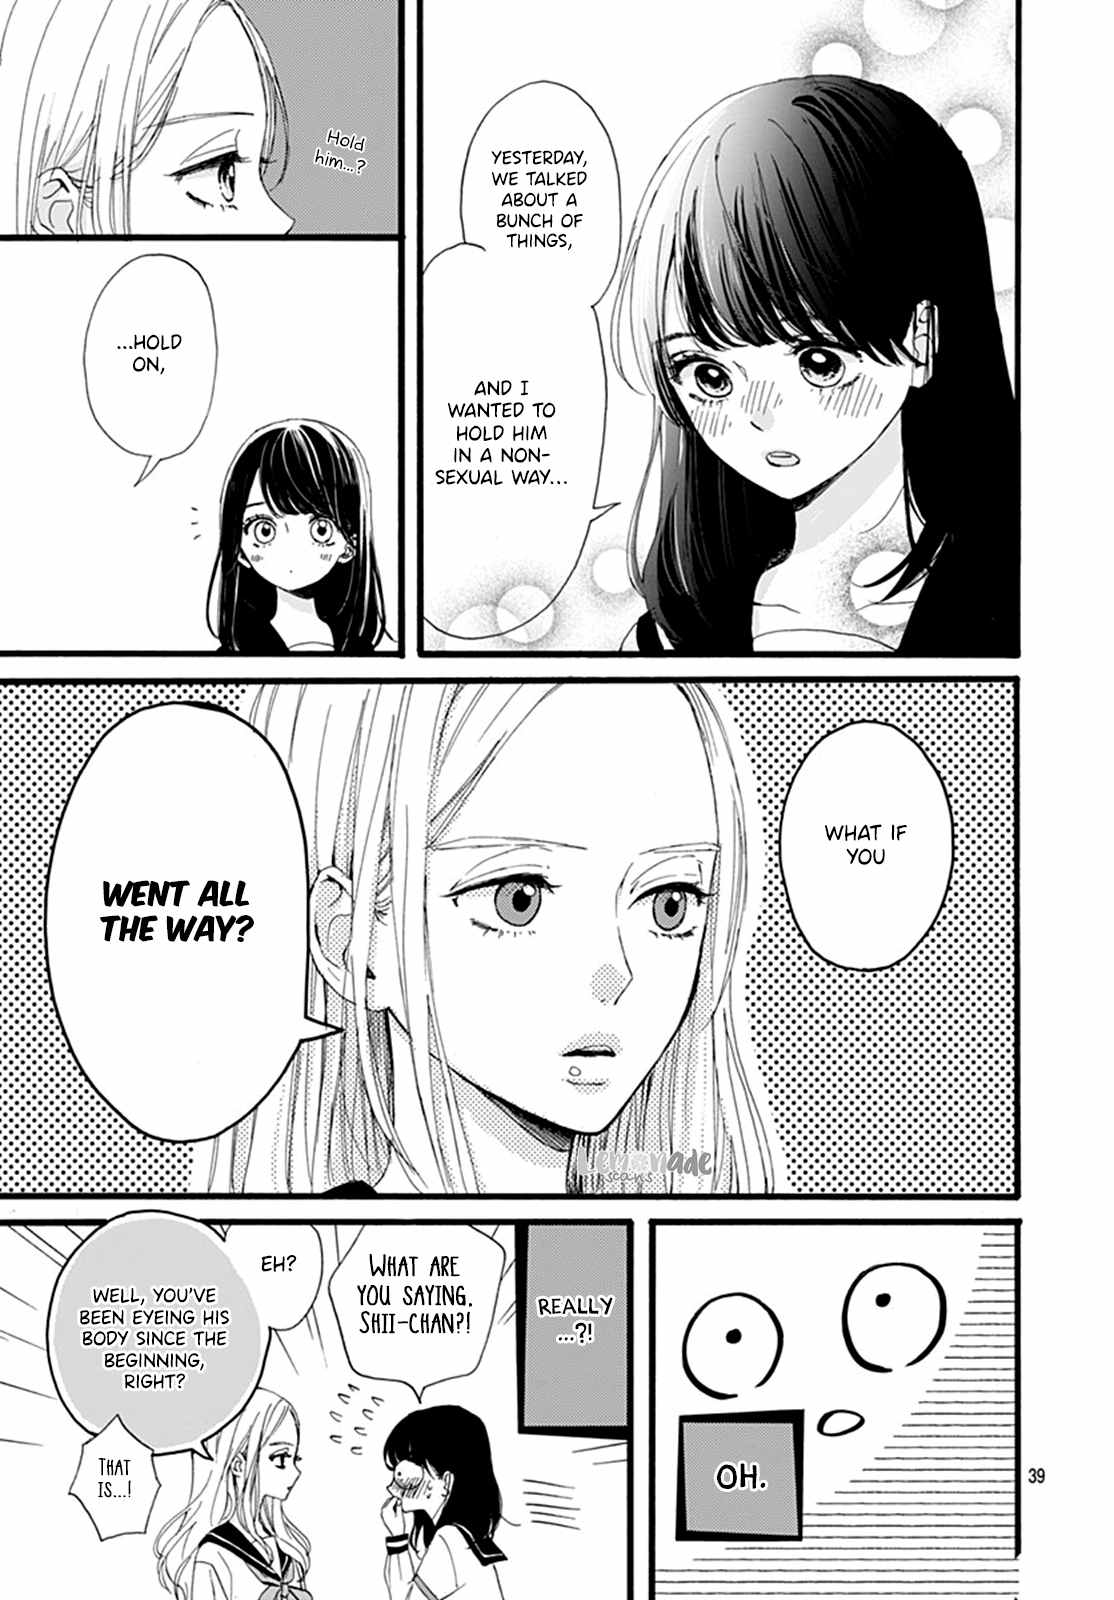 YESTERDAY,
WE TALKED
ABOUT A
BUNCH OF
THINGS,
AND I
WANTED TO
HOLD HIM
IN A NON-
SEXUAL WAY...
Hold
him...?
...HOLD
ON,
WHAT IF
YOU
WENT ALL
THE WAY?
Lemonade
scans
OH.
REALLY
...?!
WHAT ARE
YOU SAYING,
SHII-CHAN?!
EH?
WELL, YOU'VE
BEEN EYEING HIS
BODY SINCE THE
BEGINNING,
RIGHT?
THAT
IS...!
39